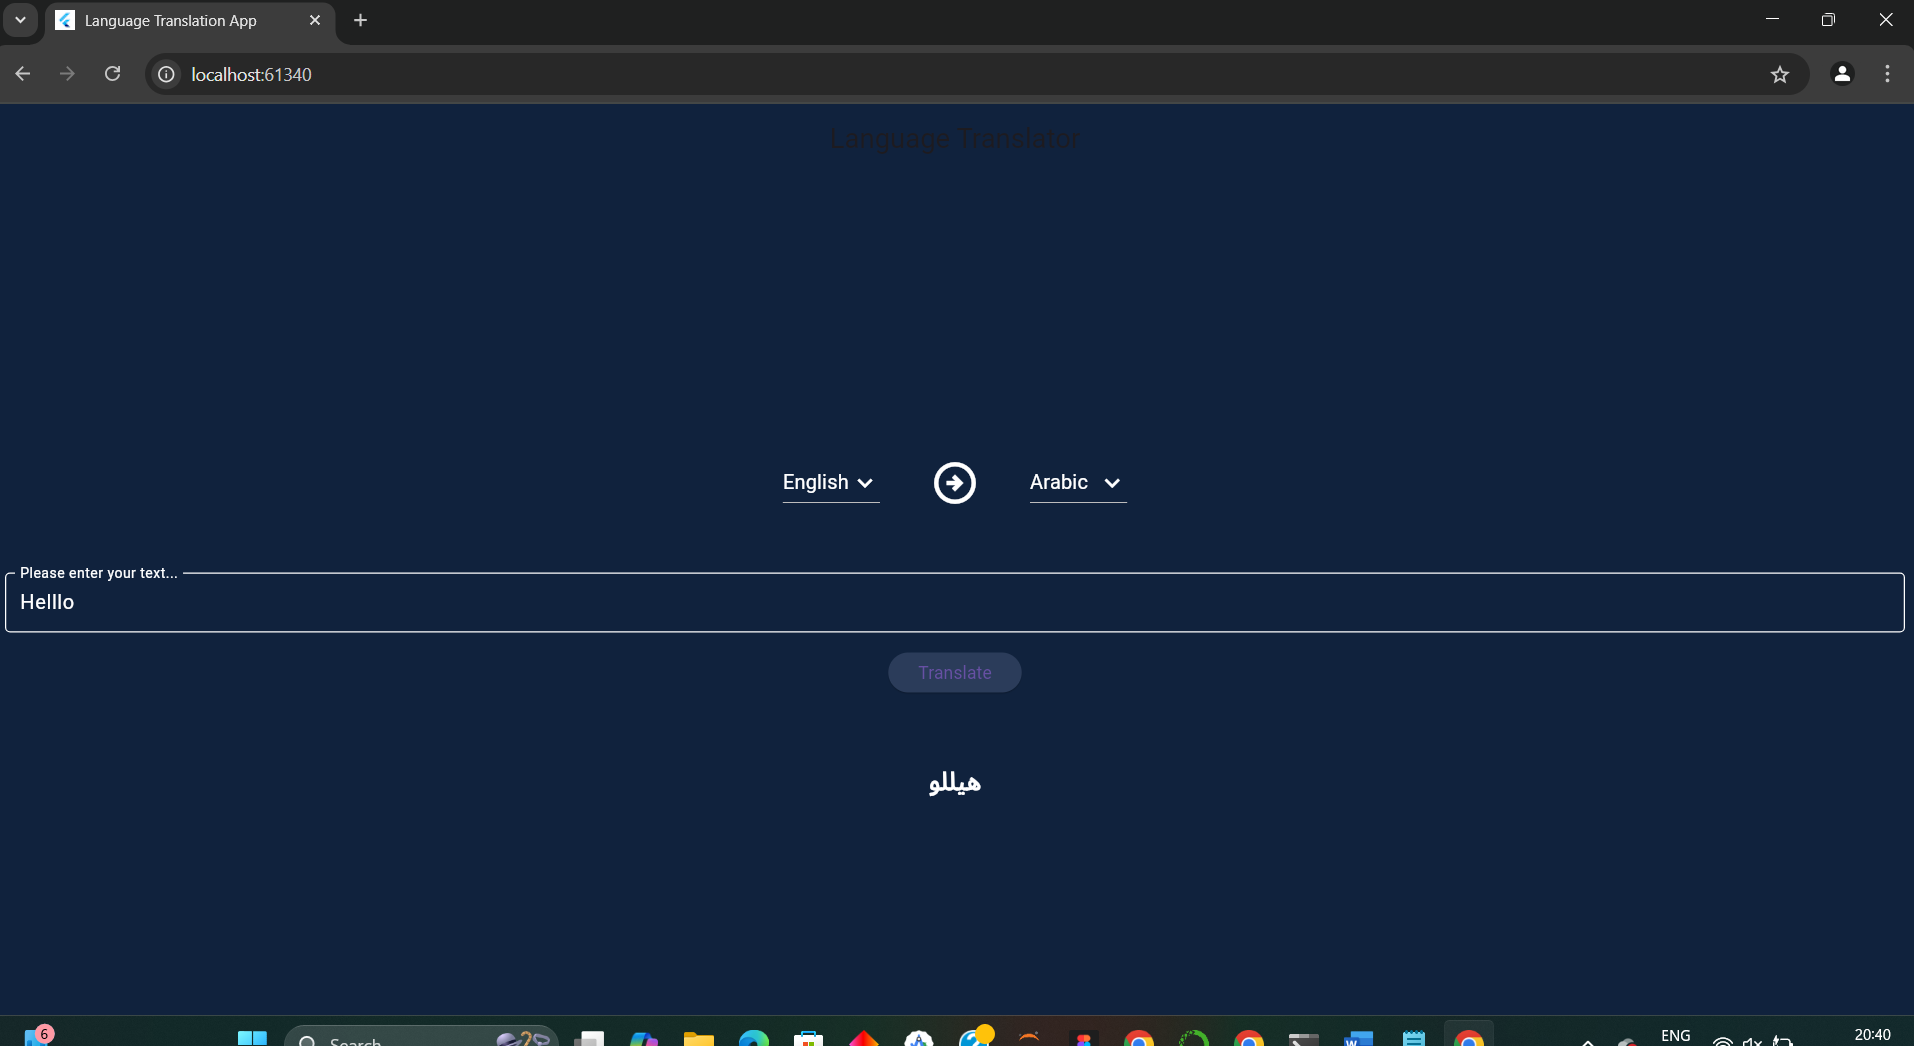 Language Translation App
localhost:61340
Language Translator
English
Arabic
Please enter your text...
Helllo
Translate
هيللو
6
Search
ENG
20:40